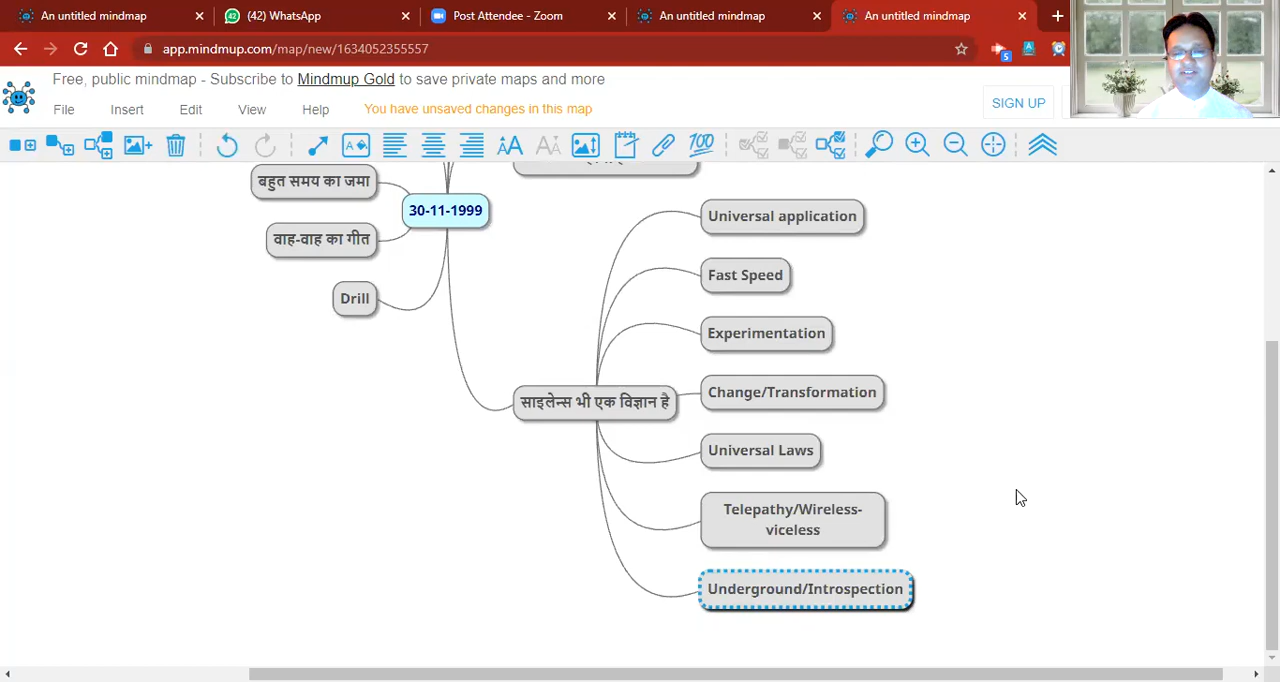 An untitled mindmap
(42) WhatsApp
Post Attendee - Zoom
An untitled mindmap
An untitled mindmap
app.mindmup.com/map/new/1634052355557
Free, public mindmap - Subscribe to Mindmup Gold to save private maps and more
File Insert Edit View Help You have unsaved changes in this map
SIGN UP
बहुत समय का जमा
30-11-1999
वाह-वाह का गीत
Drill
साइलेन्स भी एक विज्ञान है
Universal application
Fast Speed
Experimentation
Change/Transformation
Universal Laws
Telepathy/Wireless-
viceless
Underground/Introspection